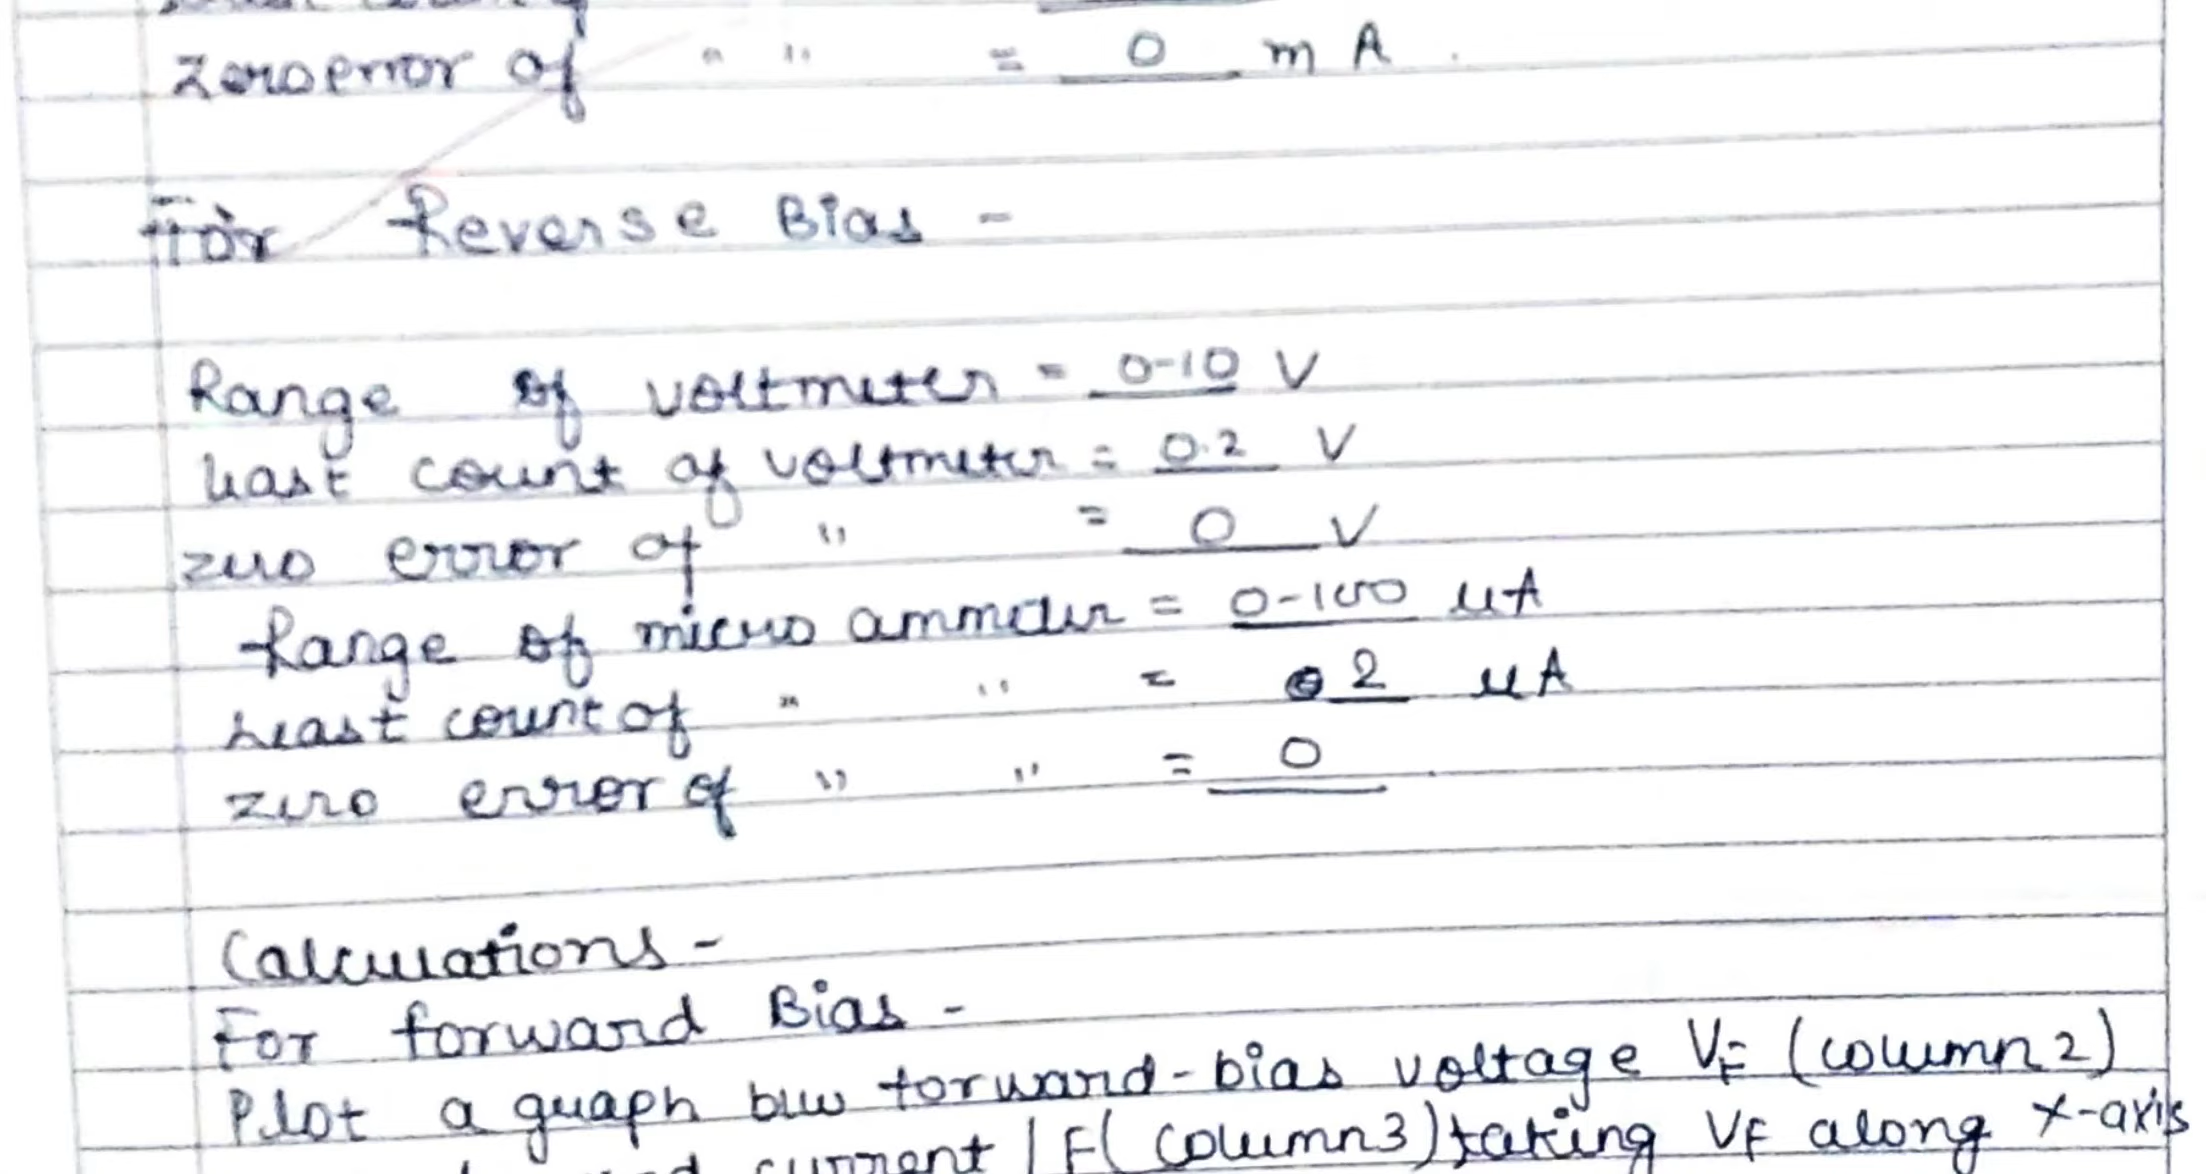 Zero error of " " = 0 mA.
For Reverse Bias -
Range of voltmeter = 0-10 V
Least count of voltmeter = 0.2 V
zero error of " = 0 V
Range of micro ammeter = 0-100 μA
Least count of " " = 2 μA
zero error of " " = 0
Calculations -
For forward Bias -
Plot a graph b/w forward-bias voltage VF (column 2)
current IF (column 3) taking VF along X-axis